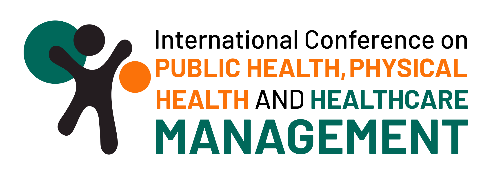 International Conference on
PUBLIC HEALTH, PHYSICAL
HEALTH AND HEALTHCARE
MANAGEMENT